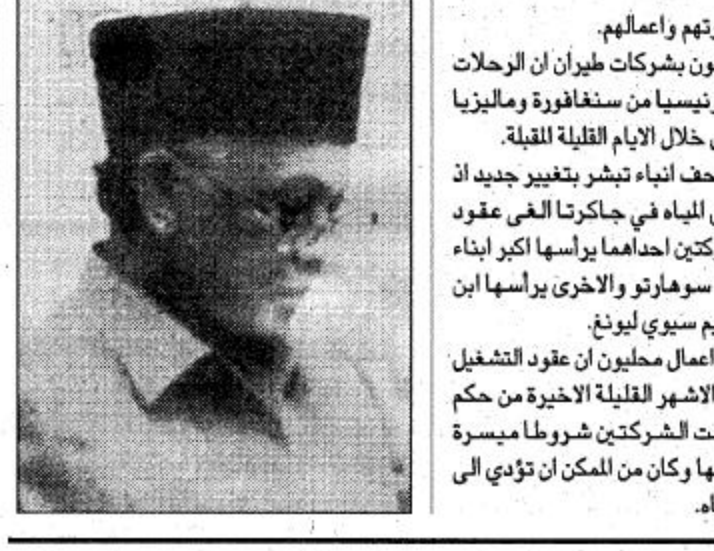 رتهم واعمالهم.
ون بشركات طيران ان الرحلات
رنيسيا من سنغافورة وماليزيا
خلال الايام القليلة المقبلة.
حف انباء تبشر بتغيير جديد اذ
المياه في جاكرتا الغى عقود
كتين احداهما يرأسها اكبر ابناء
سوهارتو والاخرى يرأسها ابن
يم سيوي ليونغ.
اعمال محليون ان عقود التشغيل
الاشهر القليلة الاخيرة من حكم
ت الشركتين شروطا ميسرة
ها وكان من الممكن ان تؤدي الى
اه.